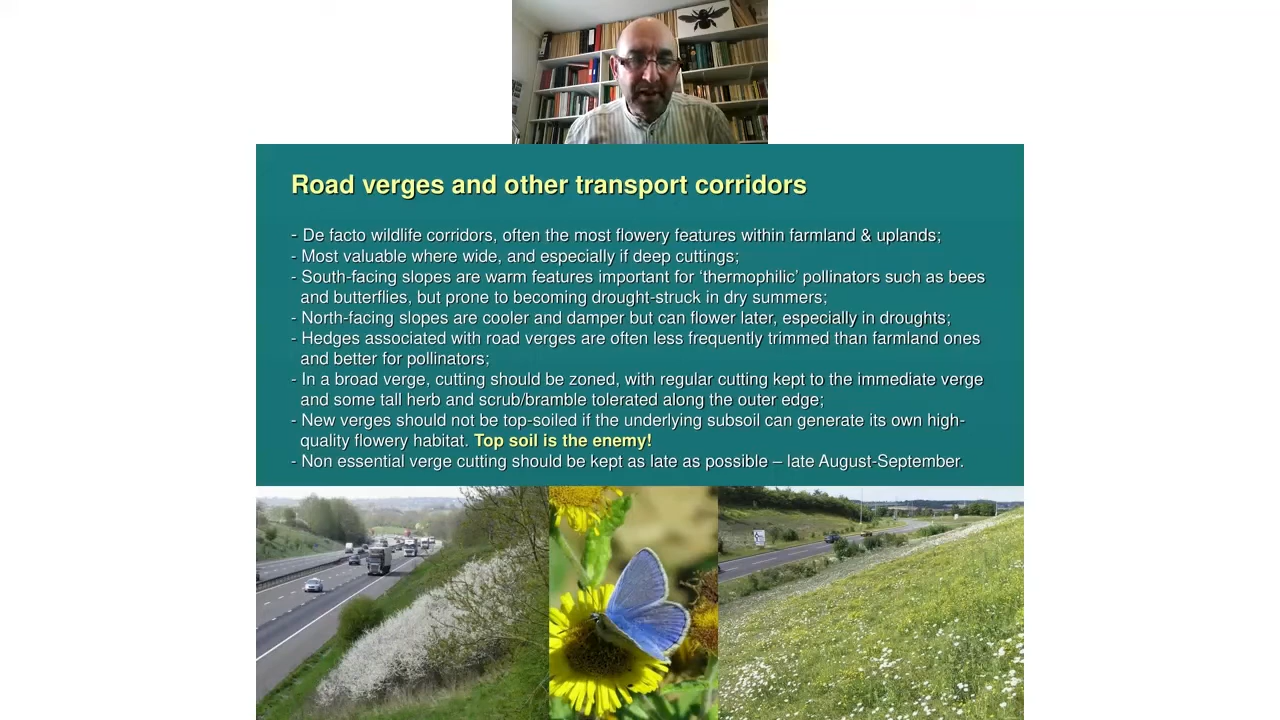 Road verges and other transport corridors
- De facto wildlife corridors, often the most flowery features within farmland & uplands;
- Most valuable where wide, and especially if deep cuttings;
- South-facing slopes are warm features important for ‘thermophilic’ pollinators such as bees
and butterflies, but prone to becoming drought-struck in dry summers;
- North-facing slopes are cooler and damper but can flower later, especially in droughts;
- Hedges associated with road verges are often less frequently trimmed than farmland ones
and better for pollinators;
- In a broad verge, cutting should be zoned, with regular cutting kept to the immediate verge
and some tall herb and scrub/bramble tolerated along the outer edge;
- New verges should not be top-soiled if the underlying subsoil can generate its own high-
quality flowery habitat. Top soil is the enemy!
- Non essential verge cutting should be kept as late as possible – late August-September.